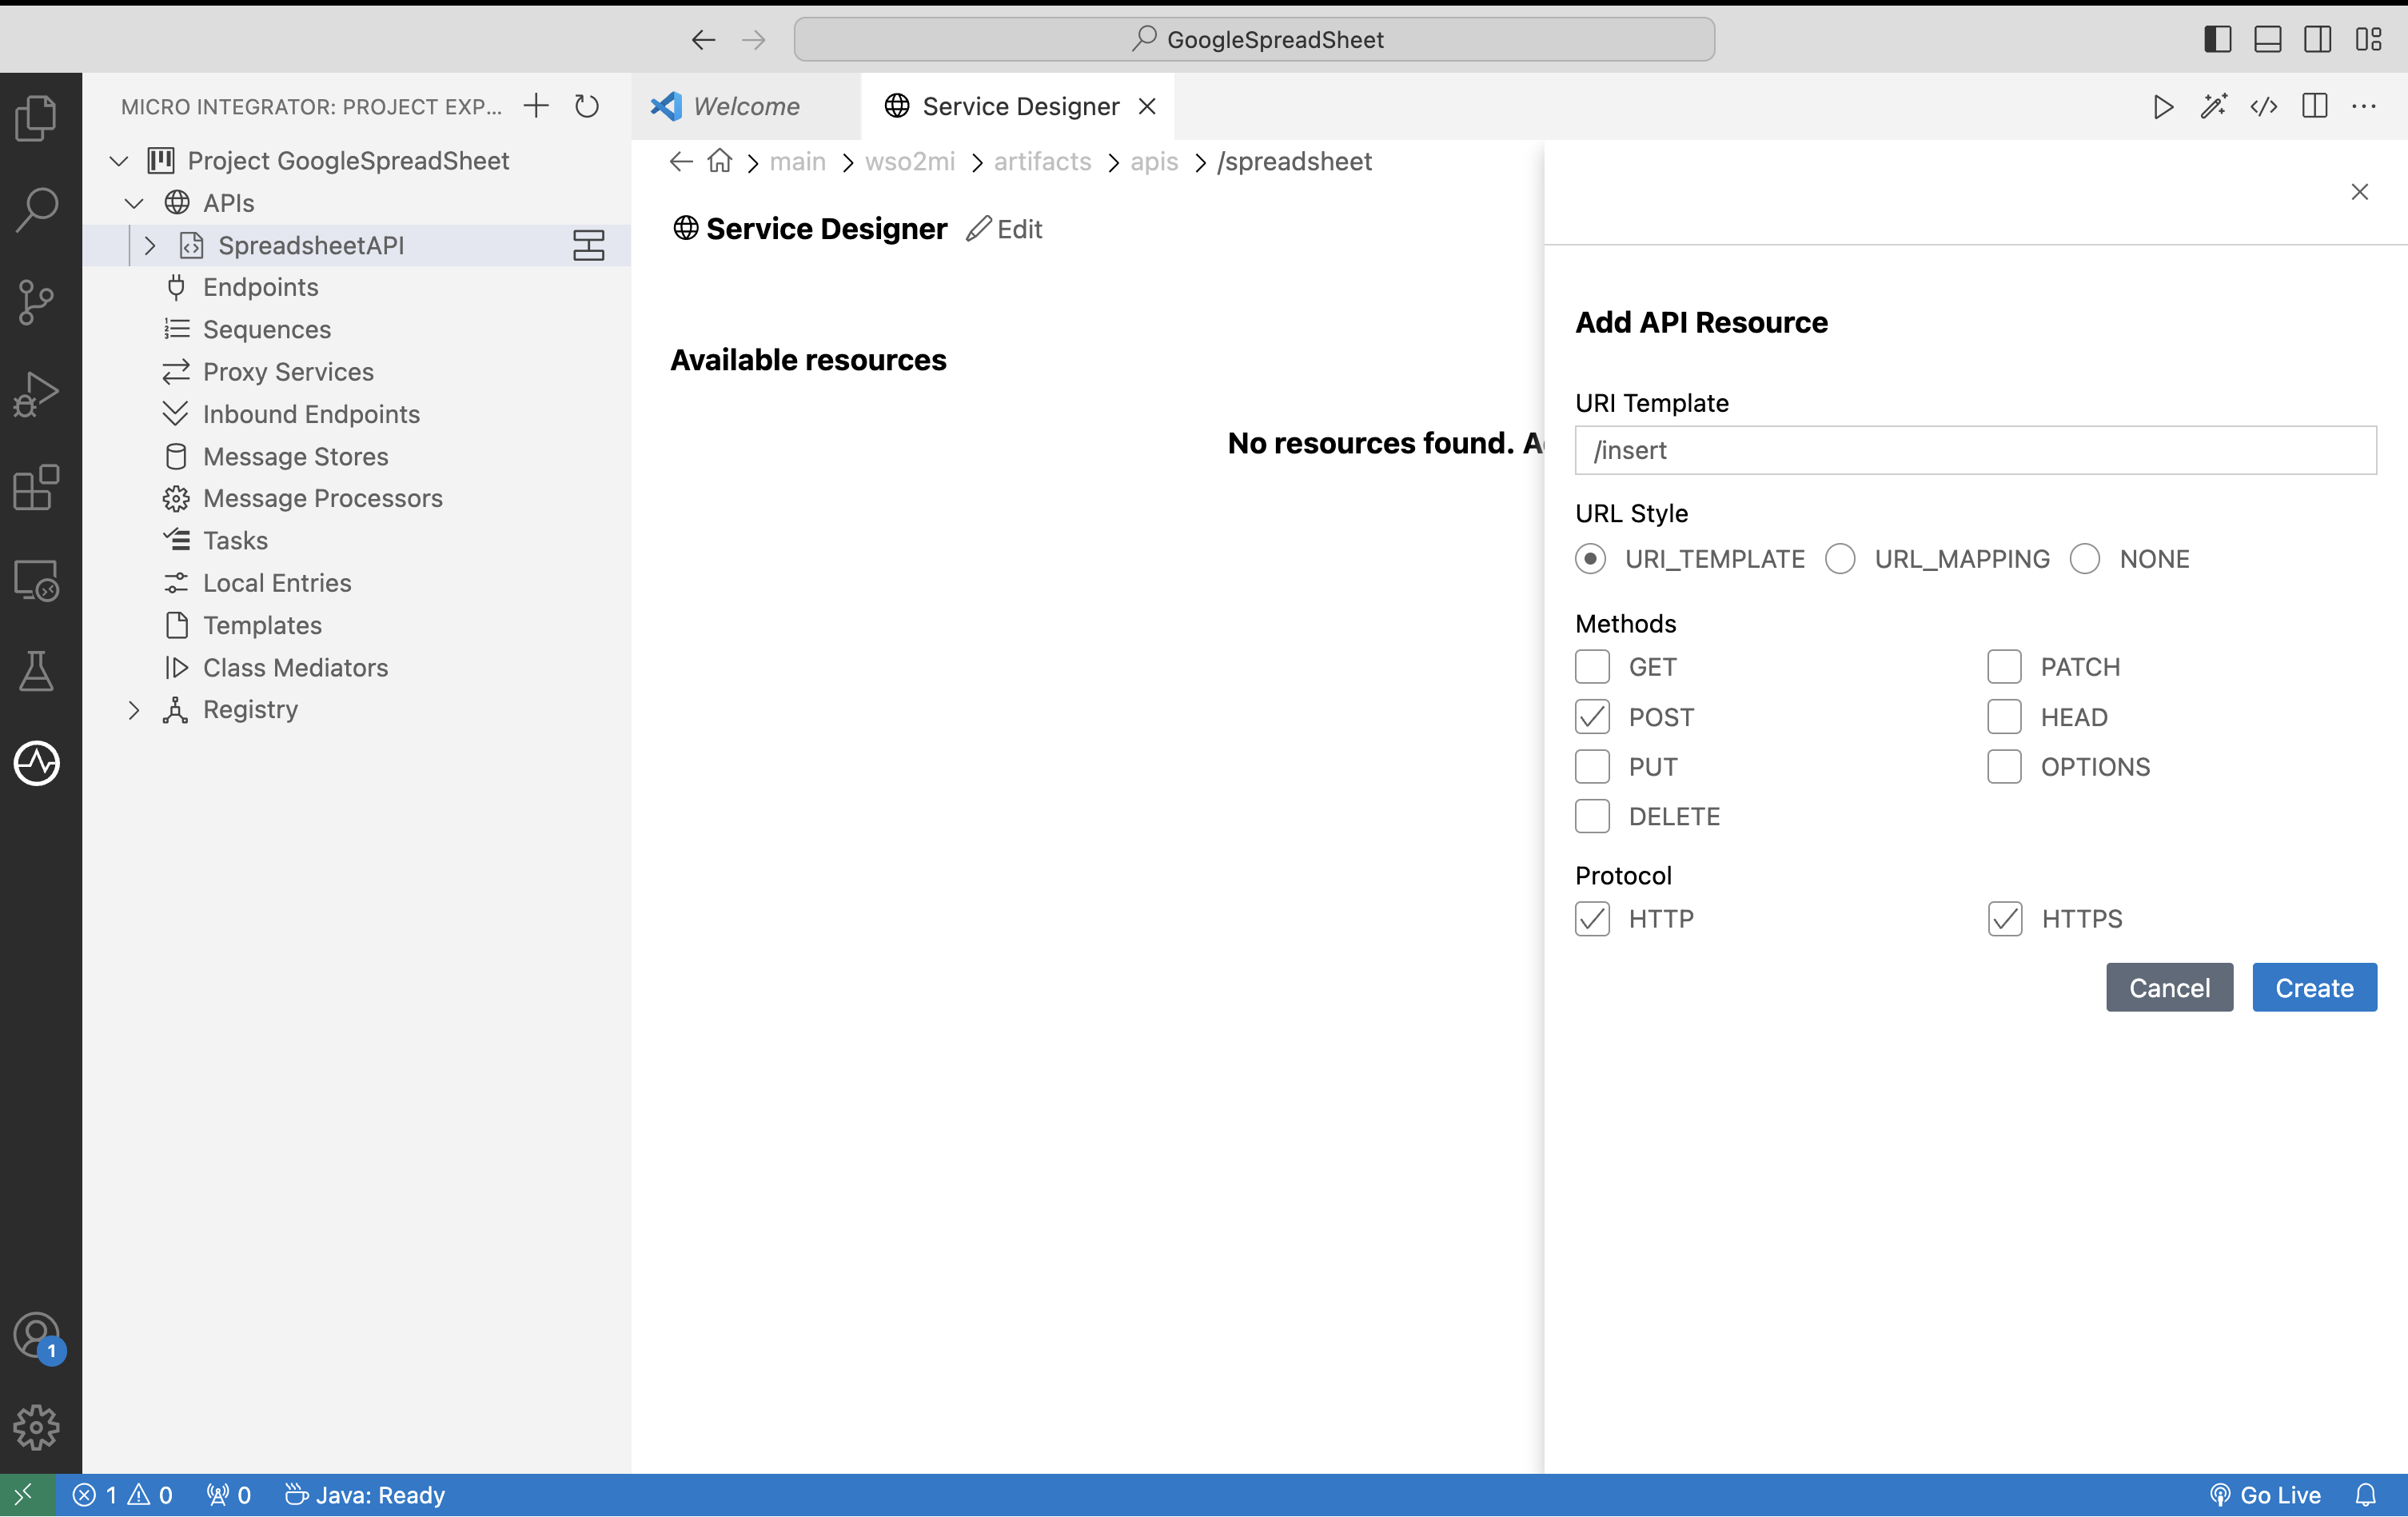 GoogleSpreadSheet
MICRO INTEGRATOR: PROJECT EXP...
Project GoogleSpreadSheet
APIs
SpreadsheetAPI
Endpoints
Sequences
Proxy Services
Inbound Endpoints
Message Stores
Message Processors
Tasks
Local Entries
Templates
Class Mediators
Registry
Welcome
Service Designer
main > wso2mi > artifacts > apis > /spreadsheet
Service Designer Edit
Available resources
No resources found.
Add API Resource
URI Template
/insert
URL Style
URI_TEMPLATE URL_MAPPING NONE
Methods
GET PATCH
POST HEAD
PUT OPTIONS
DELETE
Protocol
HTTP HTTPS
Cancel Create
1
1 0 0 Java: Ready Go Live